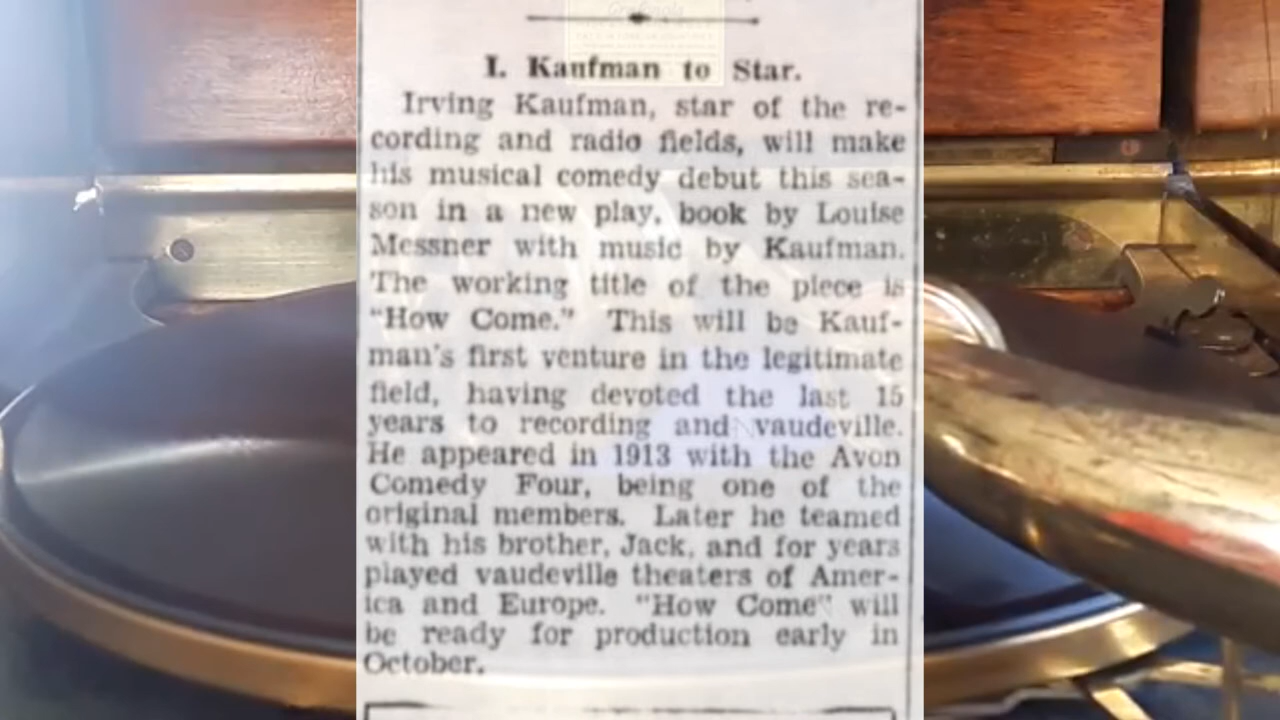 I. Kaufman to Star.
Irving Kaufman, star of the re-
cording and radio fields, will make
his musical comedy debut this sea-
son in a new play, book by Louise
Messner with music by Kaufman.
The working title of the piece is
"How Come." This will be Kauf-
man's first venture in the legitimate
field, having devoted the last 15
years to recording and vaudeville.
He appeared in 1913 with the Avon
Comedy Four, being one of the
original members. Later he teamed
with his brother, Jack, and for years
played vaudeville theaters of Amer-
ica and Europe. "How Come" will
be ready for production early in
October.